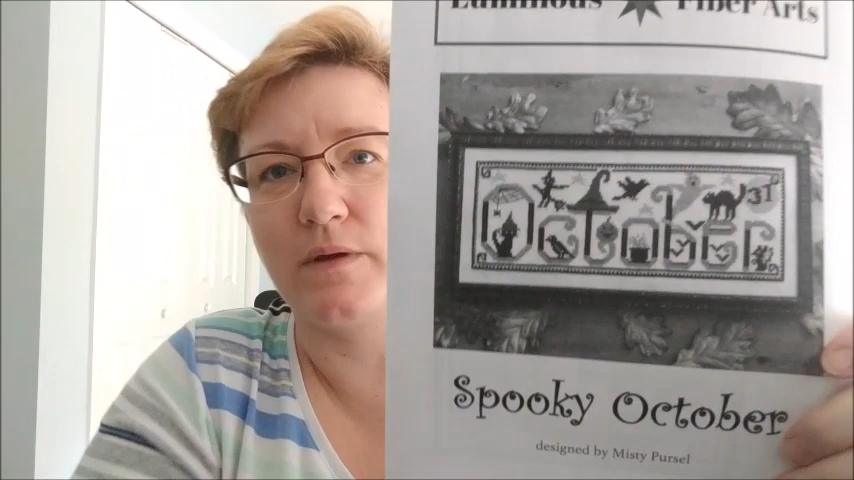 Luminous Fiber Arts
October
31
Spooky October
designed by Misty Pursel